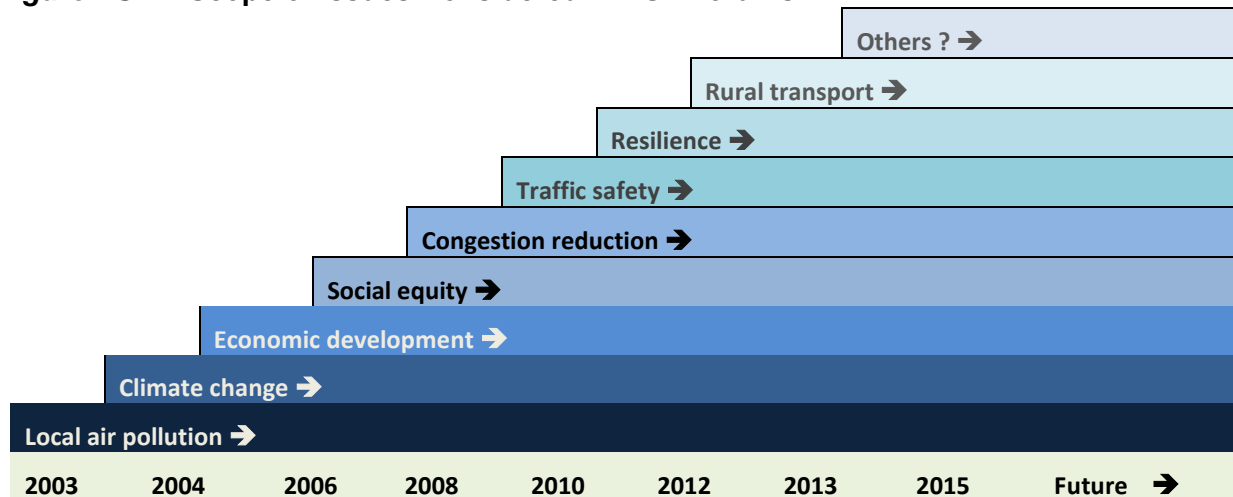 Others ? ➔
Rural transport ➔
Resilience ➔
Traffic safety ➔
Congestion reduction ➔
Social equity ➔
Economic development ➔
Climate change ➔
Local air pollution ➔
2003 2004 2006 2008 2010 2012 2013 2015 Future ➔